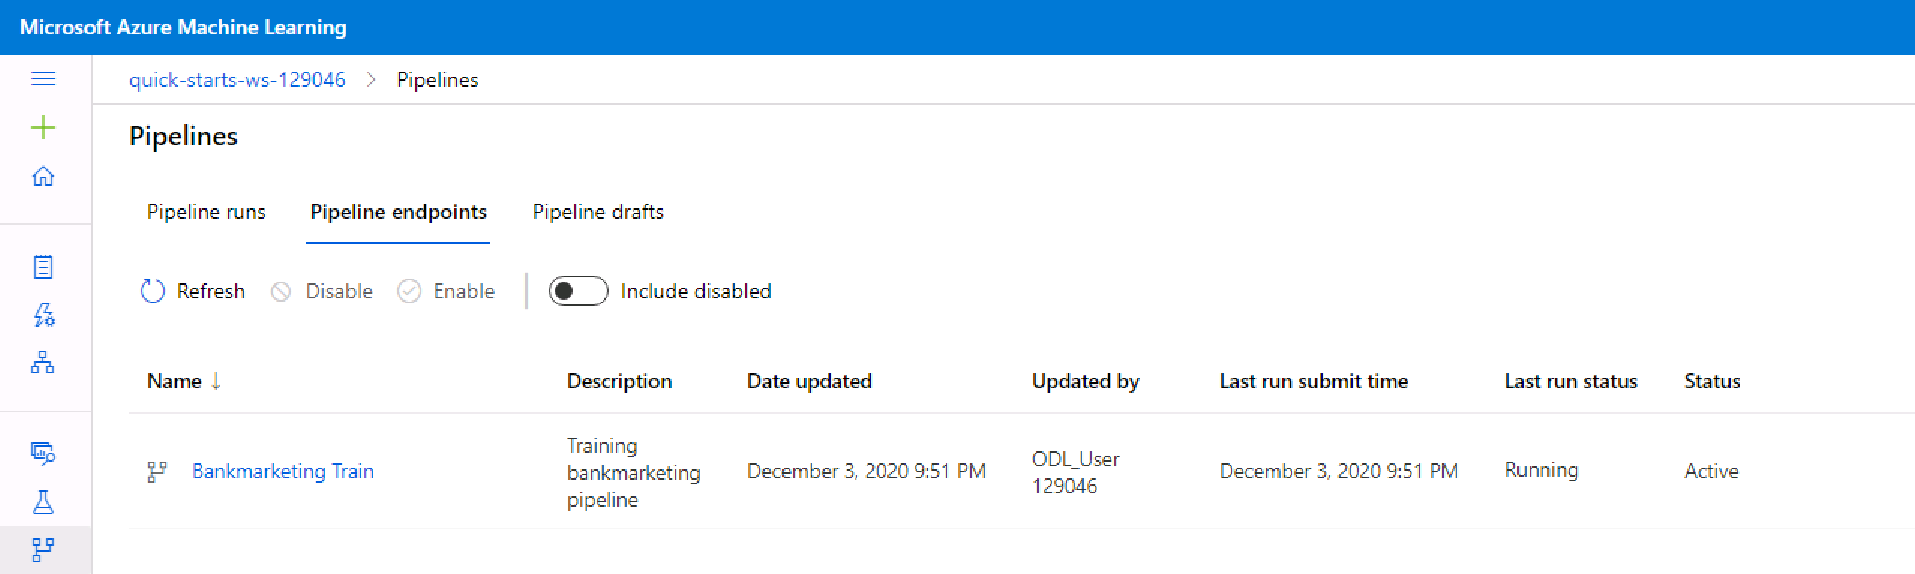 Microsoft Azure Machine Learning
quick-starts-ws-129046 > Pipelines
Pipelines
Pipeline runs Pipeline endpoints Pipeline drafts
Refresh Disable Enable Include disabled
Name ↓ Description Date updated Updated by Last run submit time Last run status Status
Bankmarketing Train Training bankmarketing pipeline December 3, 2020 9:51 PM ODL_User 129046 December 3, 2020 9:51 PM Running Active